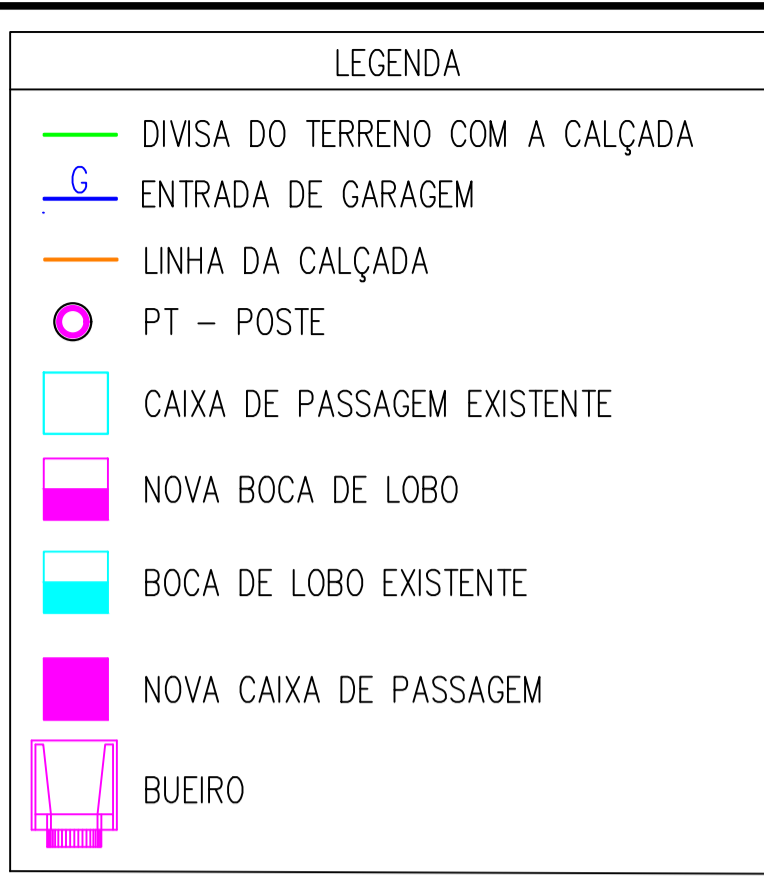 LEGENDA
DIVISA DO TERRENO COM A CALÇADA
G
ENTRADA DE GARAGEM
LINHA DA CALÇADA
PT - POSTE
CAIXA DE PASSAGEM EXISTENTE
NOVA BOCA DE LOBO
BOCA DE LOBO EXISTENTE
NOVA CAIXA DE PASSAGEM
BUEIRO